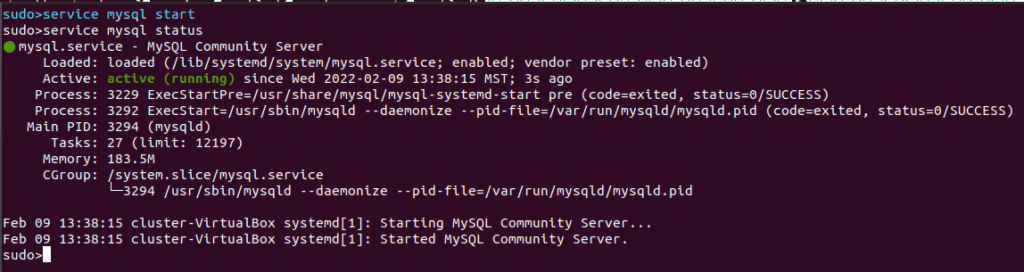 sudo>service mysql start
sudo>service mysql status
● mysql.service - MySQL Community Server
Loaded: loaded (/lib/systemd/system/mysql.service; enabled; vendor preset: enabled)
Active: active (running) since Wed 2022-02-09 13:38:15 MST; 3s ago
Process: 3229 ExecStartPre=/usr/share/mysql/mysql-systemd-start pre (code=exited, status=0/SUCCESS)
Process: 3292 ExecStart=/usr/sbin/mysqld --daemonize --pid-file=/var/run/mysqld/mysqld.pid (code=exited, status=0/SUCCESS)
Main PID: 3294 (mysqld)
Tasks: 27 (limit: 12197)
Memory: 183.5M
CGroup: /system.slice/mysql.service
└─3294 /usr/sbin/mysqld --daemonize --pid-file=/var/run/mysqld/mysqld.pid
Feb 09 13:38:15 cluster-VirtualBox systemd[1]: Starting MySQL Community Server...
Feb 09 13:38:15 cluster-VirtualBox systemd[1]: Started MySQL Community Server.
sudo>